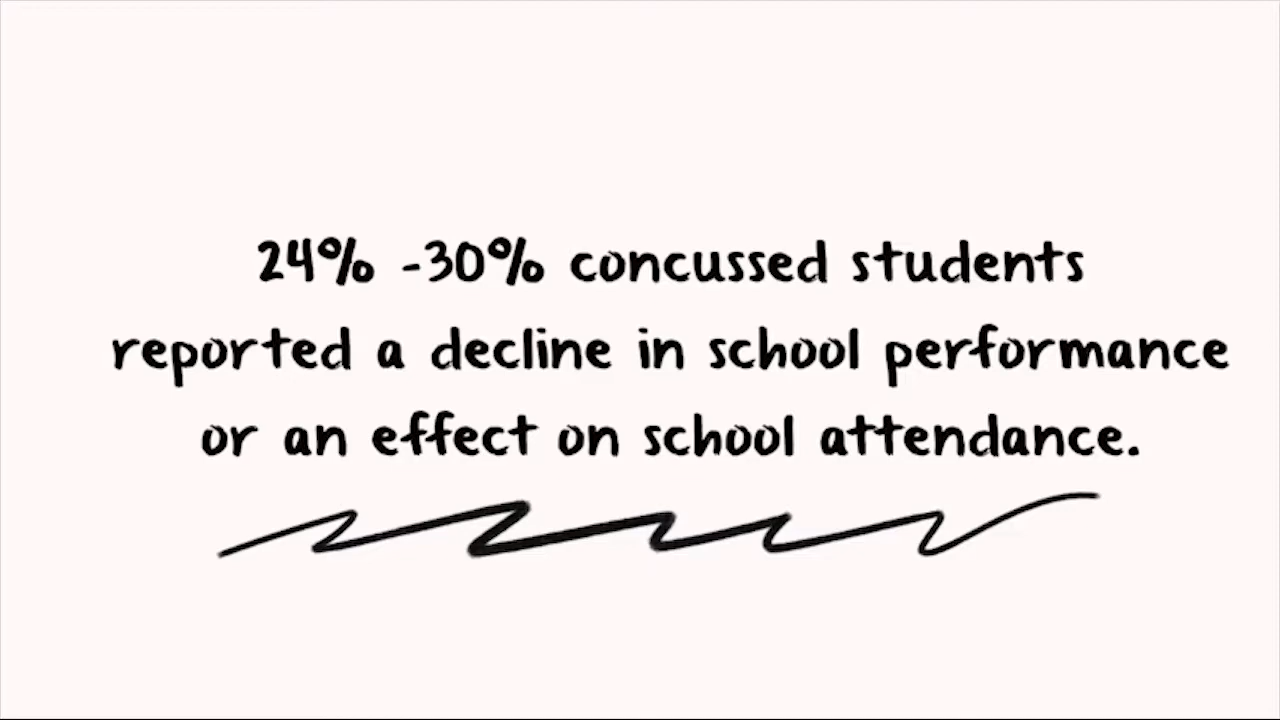 24% -30% concussed students
reported a decline in school performance
or an effect on school attendance.